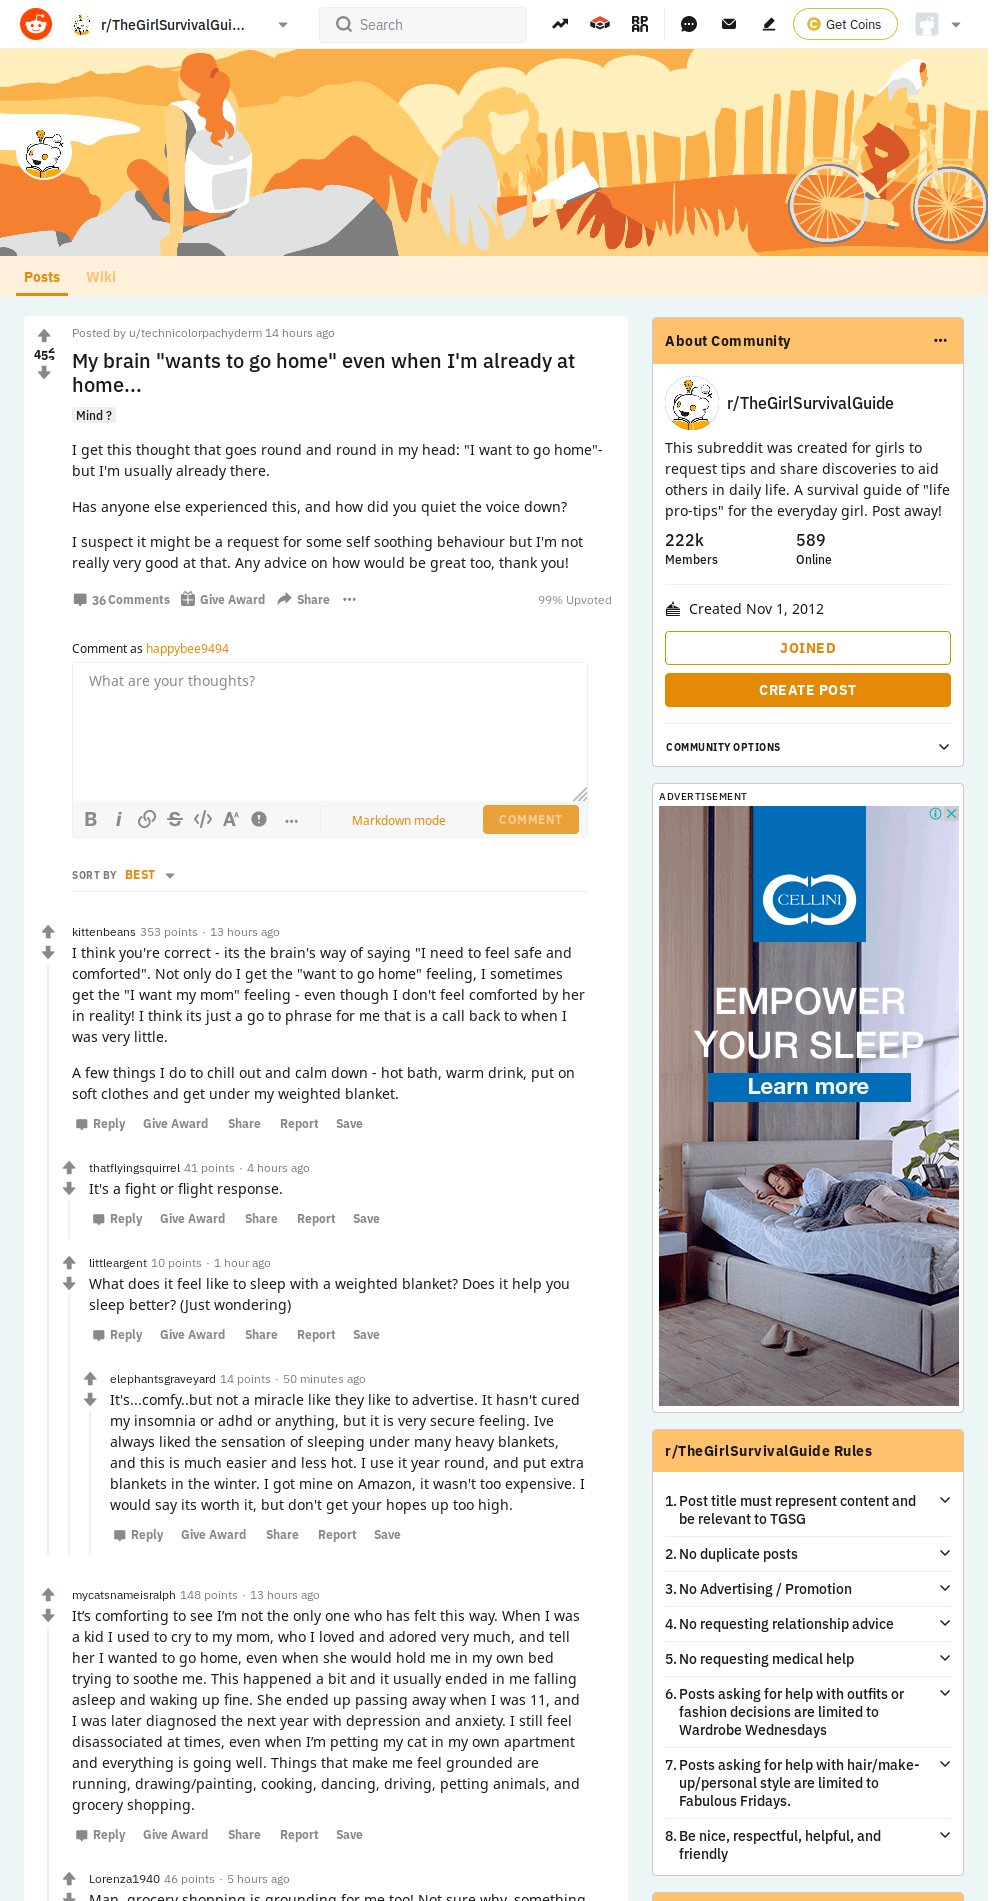 r/TheGirlSurvivalGui...
Search
Get Coins
Posts
Wiki
Posted by u/technicolorpachyderm 14 hours ago
My brain "wants to go home" even when I'm already at
home...
Mind ?
I get this thought that goes round and round in my head: "I want to go home"-
but I'm usually already there.
Has anyone else experienced this, and how did you quiet the voice down?
I suspect it might be a request for some self soothing behaviour but I'm not
really very good at that. Any advice on how would be great too, thank you!
36 Comments
Give Award
Share
99% Upvoted
Comment as happybee9494
What are your thoughts?
Markdown mode
COMMENT
SORT BY BEST
kittenbeans 353 points · 13 hours ago
I think you're correct - its the brain's way of saying "I need to feel safe and
comforted". Not only do I get the "want to go home" feeling, I sometimes
get the "I want my mom" feeling - even though I don't feel comforted by her
in reality! I think its just a go to phrase for me that is a call back to when I
was very little.
A few things I do to chill out and calm down - hot bath, warm drink, put on
soft clothes and get under my weighted blanket.
Reply Give Award Share Report Save
thatflyingsquirrel 41 points · 4 hours ago
It's a fight or flight response.
Reply Give Award Share Report Save
littleargent 10 points · 1 hour ago
What does it feel like to sleep with a weighted blanket? Does it help you
sleep better? (Just wondering)
Reply Give Award Share Report Save
elephantsgraveyard 14 points · 50 minutes ago
It's...comfy..but not a miracle like they like to advertise. It hasn't cured
my insomnia or adhd or anything, but it is very secure feeling. Ive
always liked the sensation of sleeping under many heavy blankets,
and this is much easier and less hot. I use it year round, and put extra
blankets in the winter. I got mine on Amazon, it wasn't too expensive. I
would say its worth it, but don't get your hopes up too high.
Reply Give Award Share Report Save
mycatsnameisralph 148 points · 13 hours ago
It’s comforting to see I’m not the only one who has felt this way. When I was
a kid I used to cry to my mom, who I loved and adored very much, and tell
her I wanted to go home, even when she would hold me in my own bed
trying to soothe me. This happened a bit and it usually ended in me falling
asleep and waking up fine. She ended up passing away when I was 11, and
I was later diagnosed the next year with depression and anxiety. I still feel
disassociated at times, even when I’m petting my cat in my own apartment
and everything is going well. Things that make me feel grounded are
running, drawing/painting, cooking, dancing, driving, petting animals, and
grocery shopping.
Reply Give Award Share Report Save
Lorenza1940 46 points · 5 hours ago
Man, grocery shopping is grounding for me too! Not sure why, something
About Community
r/TheGirlSurvivalGuide
This subreddit was created for girls to
request tips and share discoveries to aid
others in daily life. A survival guide of "life
pro-tips" for the everyday girl. Post away!
222k 589
Members Online
Created Nov 1, 2012
JOINED
CREATE POST
COMMUNITY OPTIONS
ADVERTISEMENT
CELLINI
EMPOWER
YOUR SLEEP
Learn more
r/TheGirlSurvivalGuide Rules
1. Post title must represent content and
be relevant to TGSG
2. No duplicate posts
3. No Advertising / Promotion
4. No requesting relationship advice
5. No requesting medical help
6. Posts asking for help with outfits or
fashion decisions are limited to
Wardrobe Wednesdays
7. Posts asking for help with hair/make-
up/personal style are limited to
Fabulous Fridays.
8. Be nice, respectful, helpful, and
friendly